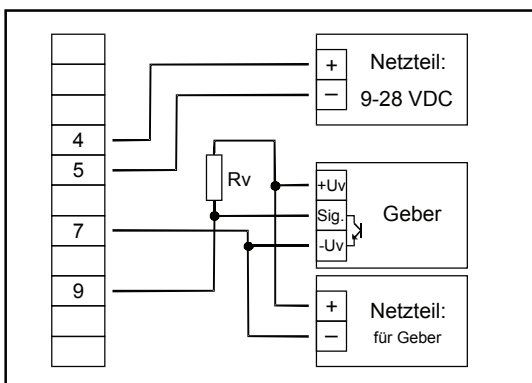 4
5
7
9
+
–
Netzteil:
9-28 VDC
Rv
+Uv
Sig.
-Uv
Geber
+
–
Netzteil:
für Geber